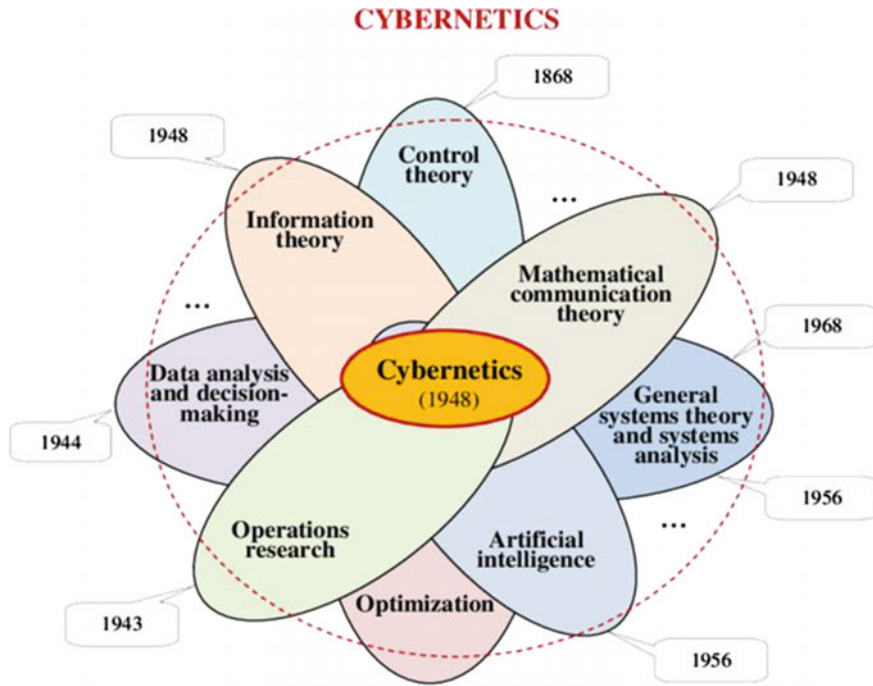 CYBERNETICS
1868
1948
Control
theory
...
1948
Information
theory
Mathematical
communication
theory
...
1968
Data analysis
and decision-
making
Cybernetics
(1948)
General
systems theory
and systems
analysis
1944
1956
...
Operations
research
Artificial
intelligence
Optimization
1943
1956